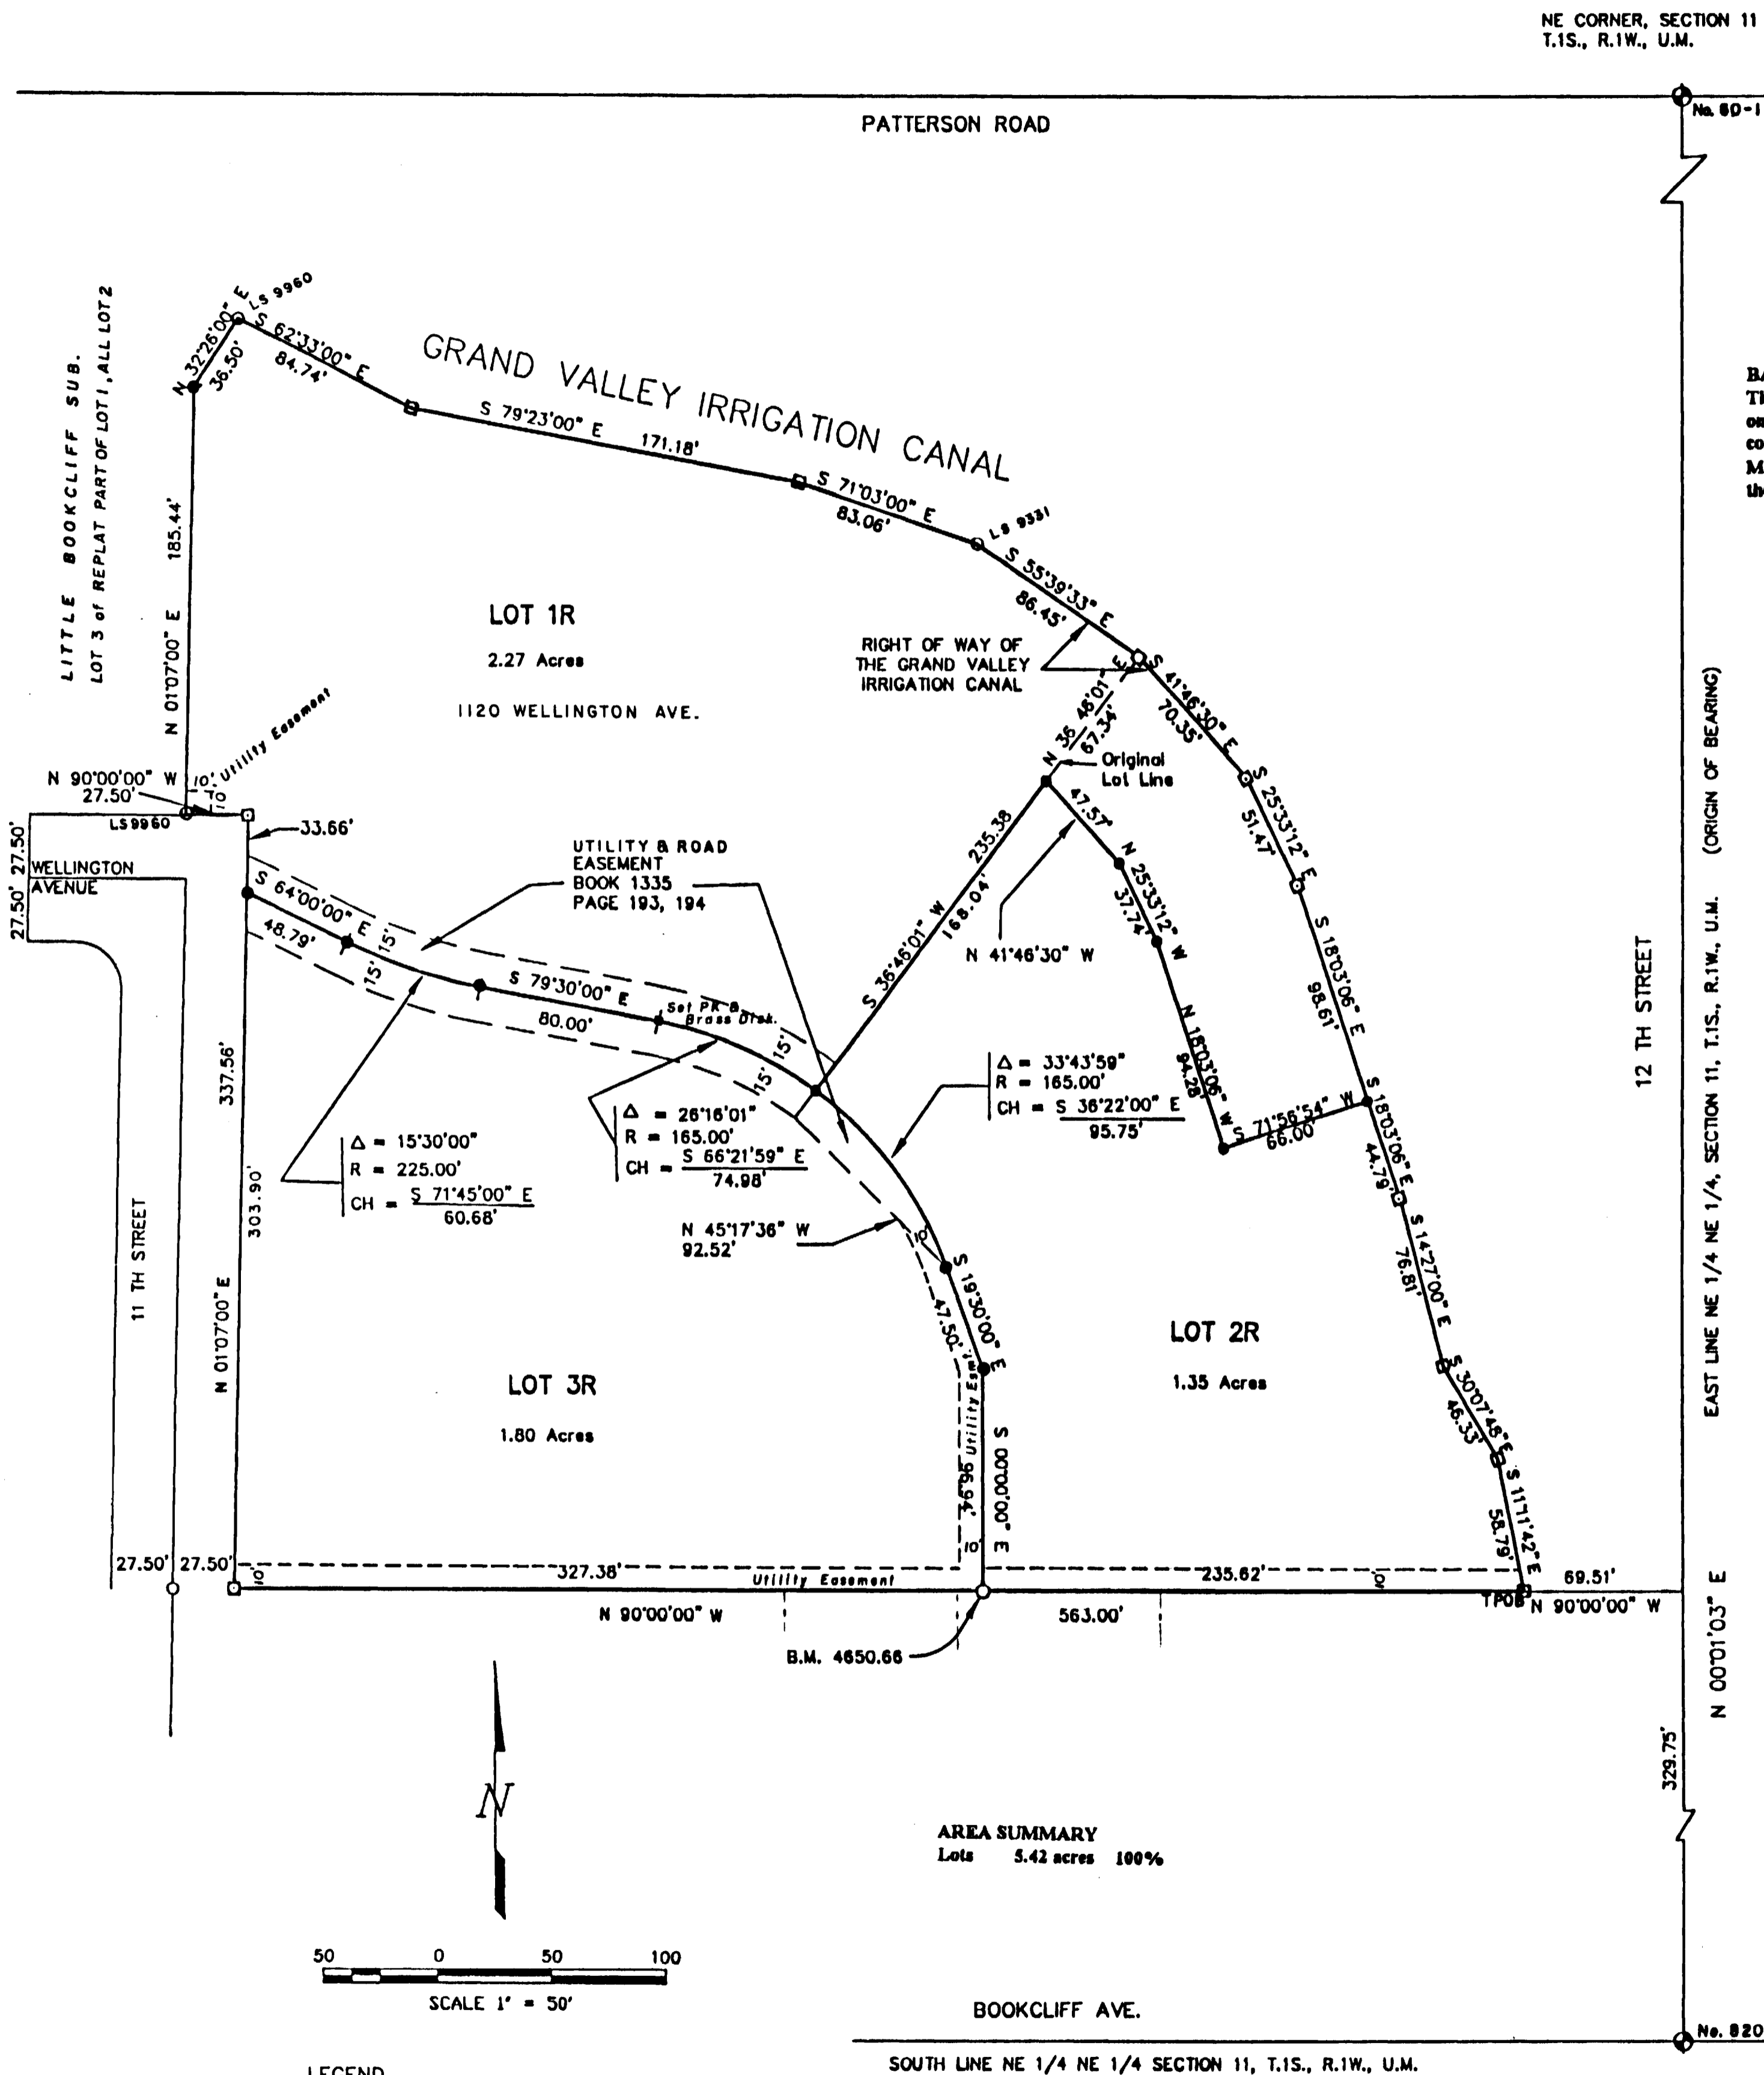 NE CORNER, SECTION 11
T.1S., R.1W., U.M.
No. 60-1
PATTERSON ROAD
LITTLE BOOKCLIFF SUB.
LOT 3 of REPLAT PART OF LOT 1, ALL LOT 2
N 32°26'00" E
36.50'
LS 9960
S 62°33'00" E
84.74'
GRAND VALLEY IRRIGATION CANAL
S 79°23'00" E
171.18'
S 71°03'00" E
83.06'
LS 9331
S 55°39'33" E
86.45'
185.44'
N 01°07'00" E
LOT 1R
2.27 Acres
1120 WELLINGTON AVE.
RIGHT OF WAY OF
THE GRAND VALLEY
IRRIGATION CANAL
S 41°46'30" E
70.35'
N 36 46'01" E
67.34'
Original
Lot Line
S 25°33'12" E
51.47'
Utility Easement
N 90°00'00" W
27.50'
10'
10'
LS9960
33.66'
27.50'
27.50'
WELLINGTON
AVENUE
UTILITY & ROAD
EASEMENT
BOOK 1335
PAGE 193, 194
S 64°00'00" E
48.79'
15'
15'
S 79°30'00" E
80.00'
Set PK &
Brass Disk.
15'
15'
235.38
S 36°46'01" W
168.04'
47.57'
N 41°46'30" W
N 25°33'12" W
37.74'
N 18°03'06" W
94.28'
S 18°03'06" E
98.61'
S 71°56'54" W
66.00'
S 18°03'06" E
44.79'
S 14°27'00" E
76.81'
S 30°07'48" E
46.33'
S 11°11'42" E
58.79'
Δ = 33°43'59"
R = 165.00'
CH = S 36°22'00" E
95.75'
Δ = 26°16'01"
R = 165.00'
CH = S 66°21'59" E
74.98'
Δ = 15°30'00"
R = 225.00'
CH = S 71°45'00" E
60.68'
N 45°17'36" W
92.52'
10'
S 19°30'00" E
47.50'
Utility Esm't.
96.94'
S 00°00'00" E
10'
337.56'
303.90'
N 01°07'00" E
11 TH STREET
LOT 3R
1.80 Acres
LOT 2R
1.35 Acres
12 TH STREET
EAST LINE NE 1/4 NE 1/4, SECTION 11, T.1S., R.1W., U.M. (ORIGIN OF BEARING)
N 00°01'03" E
329.75'
27.50'
27.50'
10'
327.38'
Utility Easement
235.62'
10'
69.51'
TPOB
N 90°00'00" W
N 90°00'00" W
563.00'
B.M. 4650.66
N
AREA SUMMARY
Lots 5.42 acres 100%
50 0 50 100
SCALE 1" = 50'
BOOKCLIFF AVE.
No. 820
SOUTH LINE NE 1/4 NE 1/4 SECTION 11, T.1S., R.1W., U.M.
LEGEND